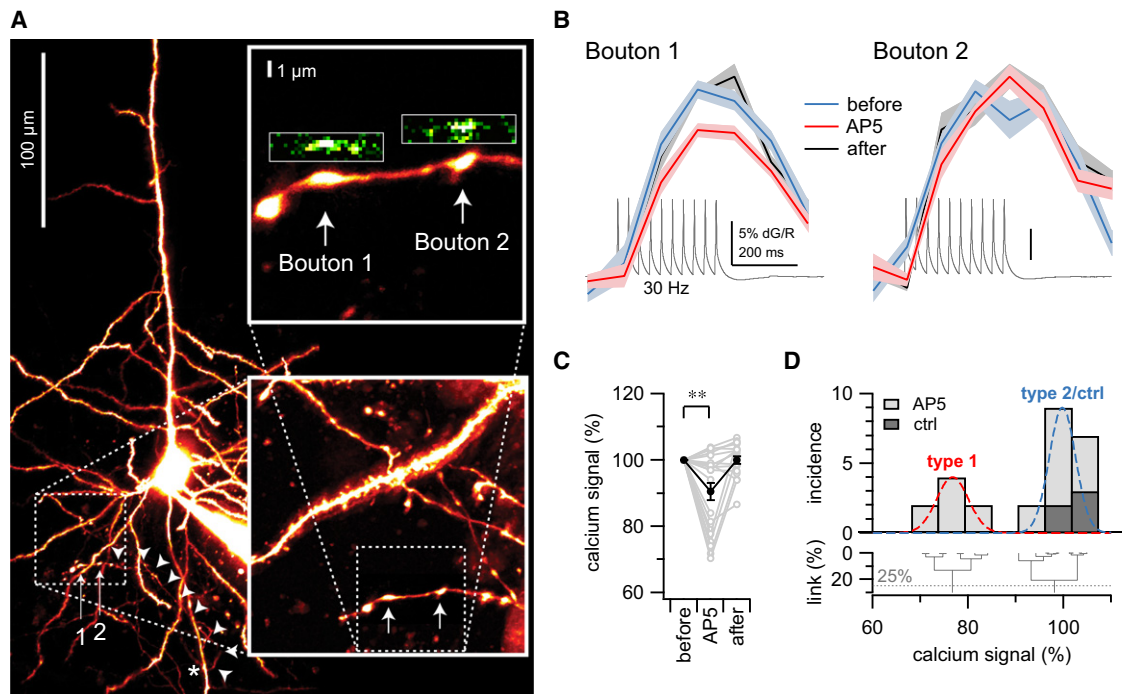 A
100 µm
1 µm
Bouton 1
Bouton 2
1
2
*
B
Bouton 1
Bouton 2
before
AP5
after
5% dG/R
200 ms
30 Hz
C
calcium signal (%)
120
100
80
60
**
before
AP5
after
D
incidence
10
5
0
AP5
ctrl
type 1
type 2/ctrl
link (%)
0
20
25%
60
80
100
calcium signal (%)